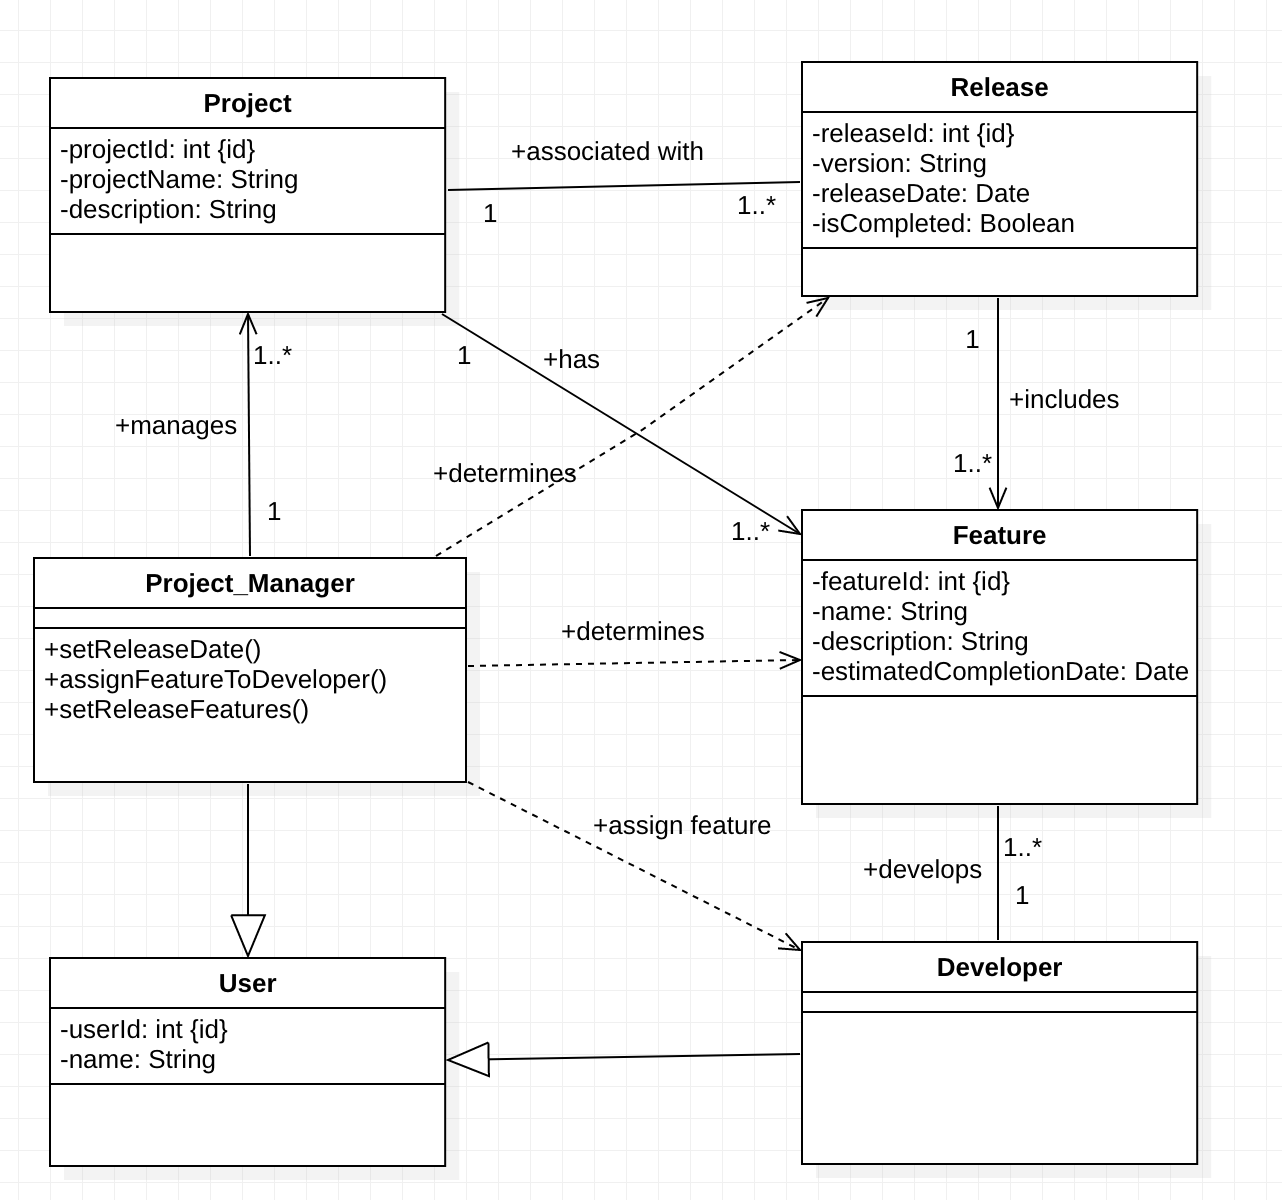 Project
-projectId: int {id}
-projectName: String
-description: String
+associated with
1
1..*
Release
-releaseId: int {id}
-version: String
-releaseDate: Date
-isCompleted: Boolean
1..*
+manages
1
1
+has
1..*
+determines
1
+includes
1..*
Project_Manager
+setReleaseDate()
+assignFeatureToDeveloper()
+setReleaseFeatures()
+determines
Feature
-featureId: int {id}
-name: String
-description: String
-estimatedCompletionDate: Date
+assign feature
+develops
1..*
1
User
-userId: int {id}
-name: String
Developer